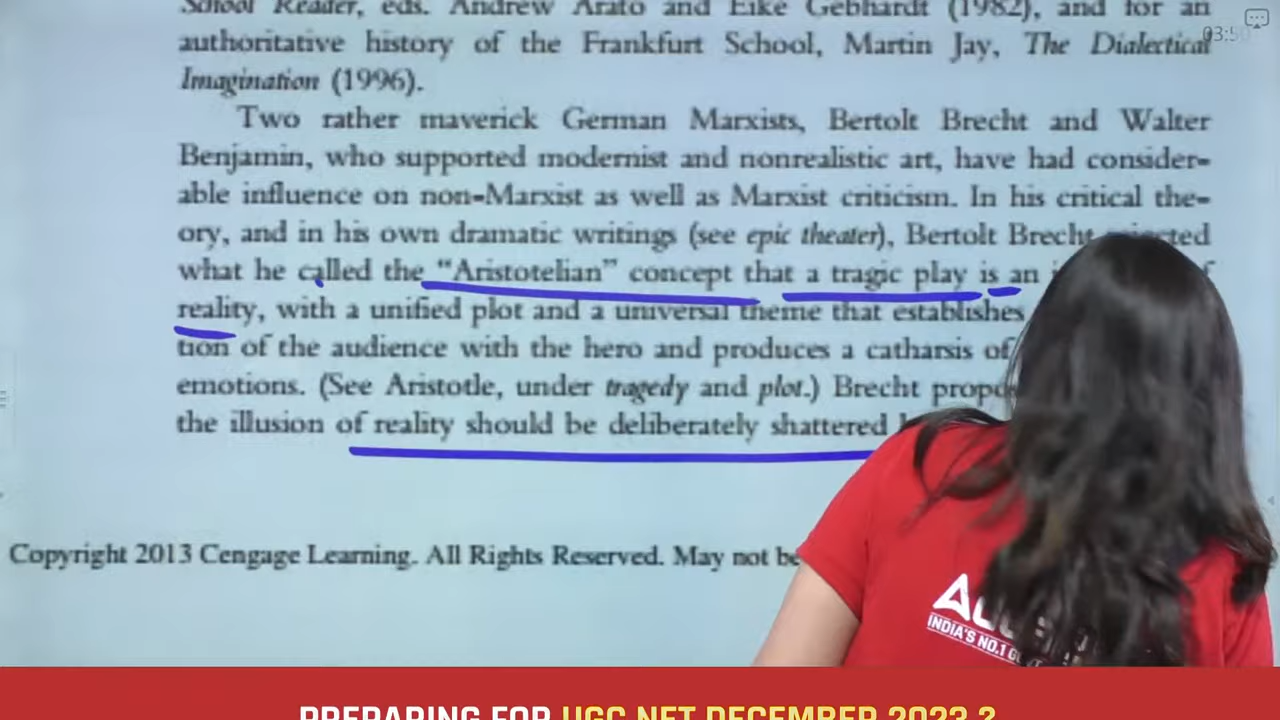 School Reader, eds. Andrew Arato and Eike Gebhardt (1982), and for an
authoritative history of the Frankfurt School, Martin Jay, The Dialectical
03:50
Imagination (1996).
Two rather maverick German Marxists, Bertolt Brecht and Walter
Benjamin, who supported modernist and nonrealistic art, have had consider-
able influence on non-Marxist as well as Marxist criticism. In his critical the-
ory, and in his own dramatic writings (see epic theater), Bertolt Brecht
what he called the "Aristotelian" concept that a tragic play is an
reality, with a unified plot and a universal theme that establishes
tion of the audience with the hero and produces a catharsis of
emotions. (See Aristotle, under tragedy and plot.) Brecht
the illusion of reality should be deliberately shattered
Copyright 2013 Cengage Learning. All Rights Reserved. May not be
INDIA'S NO.1
PREPARING FOR UGC NET DECEMBER 2023 ?